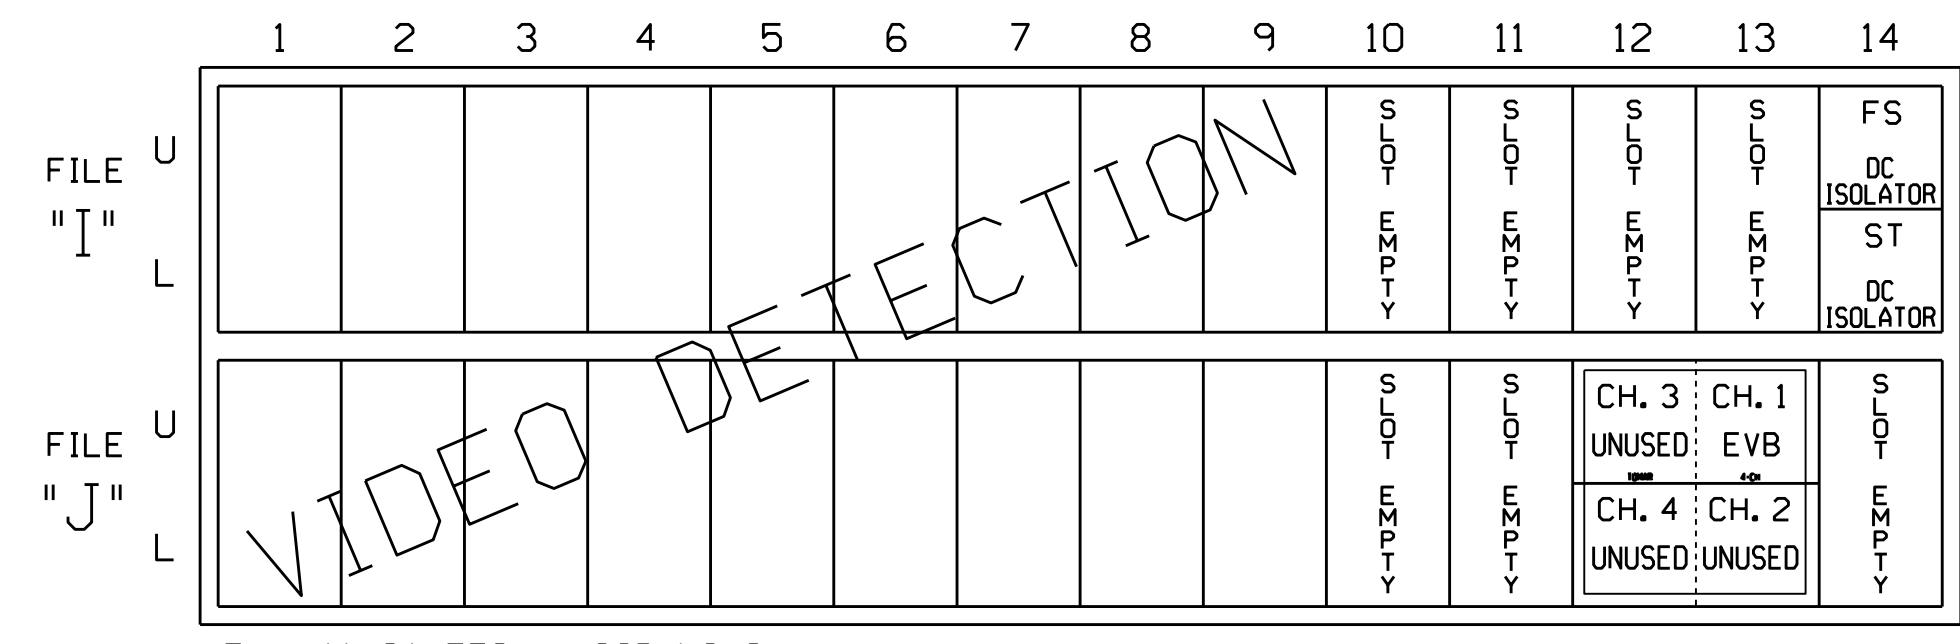 1 2 3 4 5 6 7 8 9 10 11 12 13 14
FILE
"I"
U
L
VIDEO DETECTION
SLOT EMPTY
SLOT EMPTY
SLOT EMPTY
SLOT EMPTY
FS
DC
ISOLATOR
ST
DC
ISOLATOR
FILE
"J"
U
L
SLOT EMPTY
SLOT EMPTY
CH. 3
UNUSED
CH. 1
EVB
CH. 4
UNUSED
CH. 2
UNUSED
SLOT EMPTY